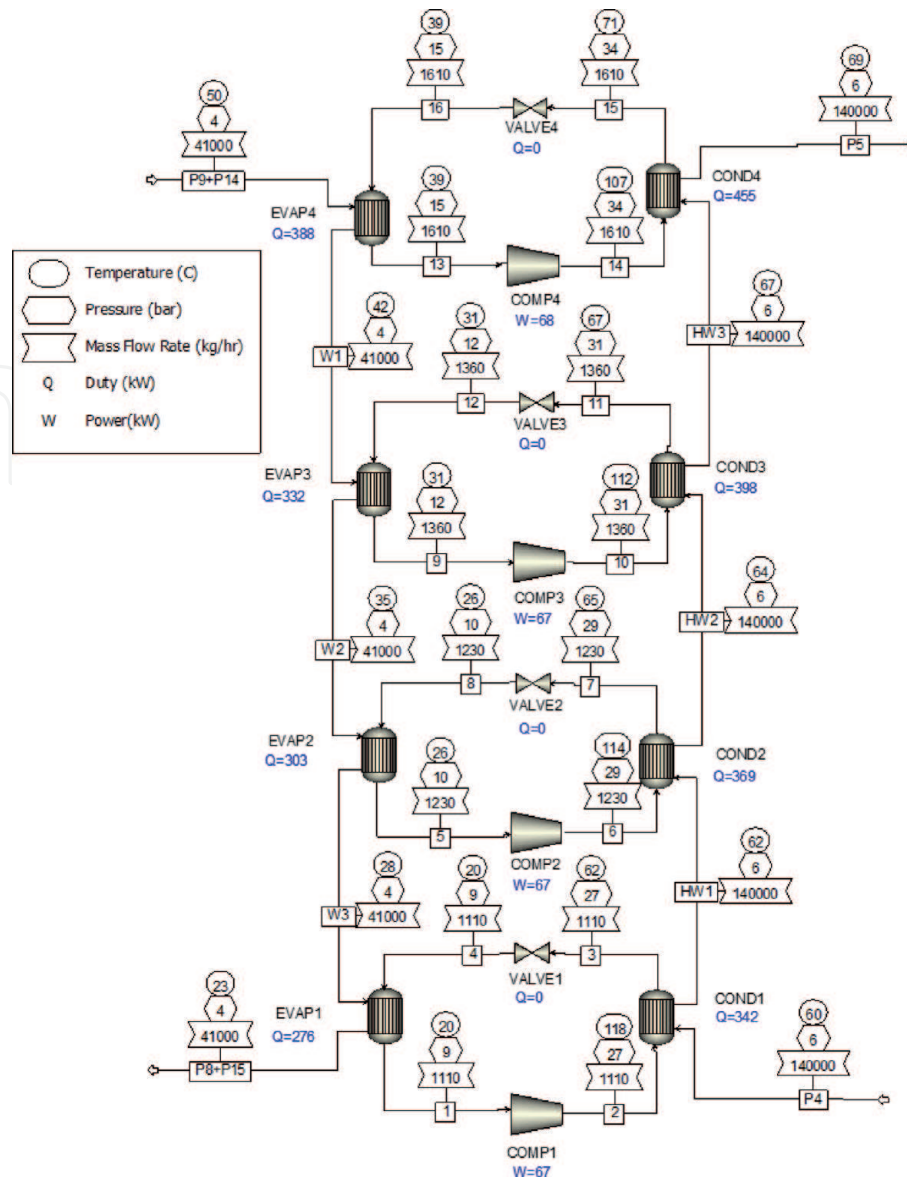 39
15
1610
16
71
34
1610
15
VALVE4
Q=0
69
6
140000
P5
50
4
41000
P9+P14
EVAP4
Q=388
39
15
1610
13
107
34
1610
14
COND4
Q=455
COMP4
W=68
Temperature (C)
Pressure (bar)
Mass Flow Rate (kg/hr)
Q Duty (kW)
W Power(kW)
42
4
W1 41000
67
6
HW3 140000
31
12
1360
12
67
31
1360
11
VALVE3
Q=0
EVAP3
Q=332
31
12
1360
9
112
31
1360
10
COND3
Q=398
COMP3
W=67
35
4
W2 41000
64
6
HW2 140000
26
10
1230
8
65
29
1230
7
VALVE2
Q=0
EVAP2
Q=303
26
10
1230
5
114
29
1230
6
COND2
Q=369
COMP2
W=67
28
4
W3 41000
62
6
HW1 140000
20
9
1110
4
62
27
1110
3
VALVE1
Q=0
EVAP1
Q=276
23
4
41000
P8+P15
20
9
1110
1
118
27
1110
2
COND1
Q=342
60
6
140000
P4
COMP1
W=67